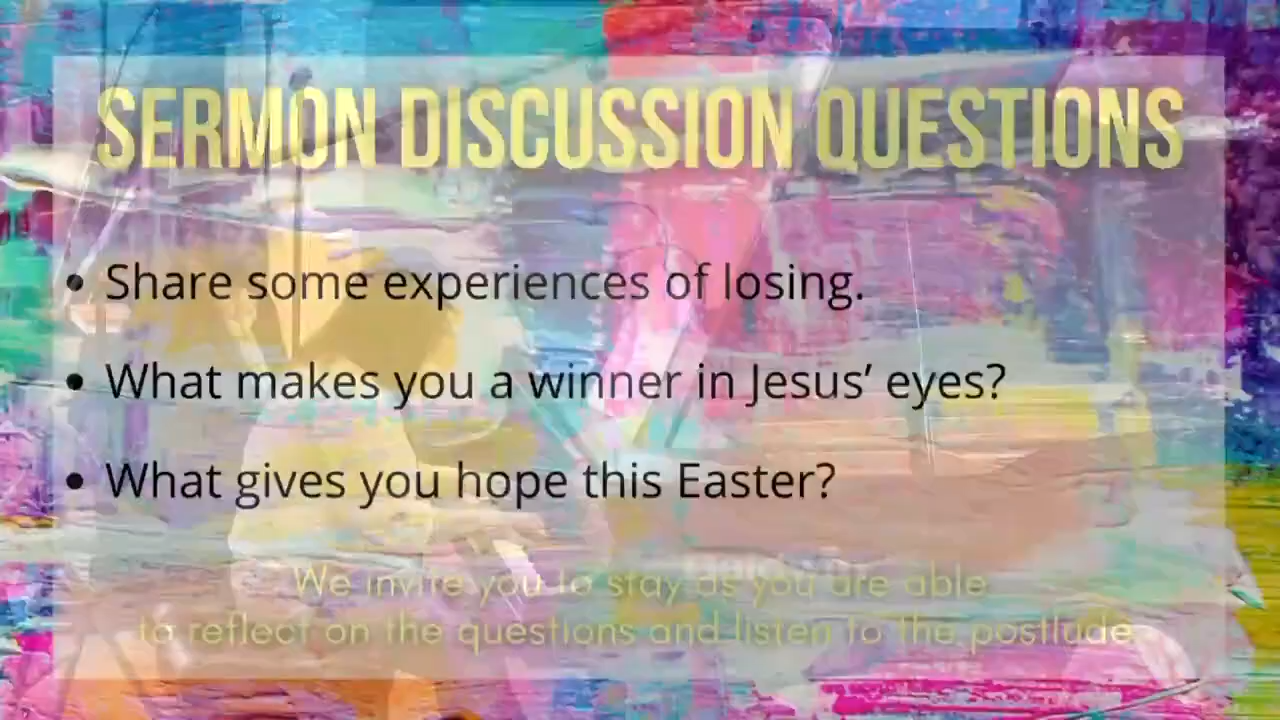 SERMON DISCUSSION QUESTIONS
• Share some experiences of losing.
• What makes you a winner in Jesus’ eyes?
• What gives you hope this Easter?
We invite you to stay as you are able
to reflect on the questions and listen to the postlude.